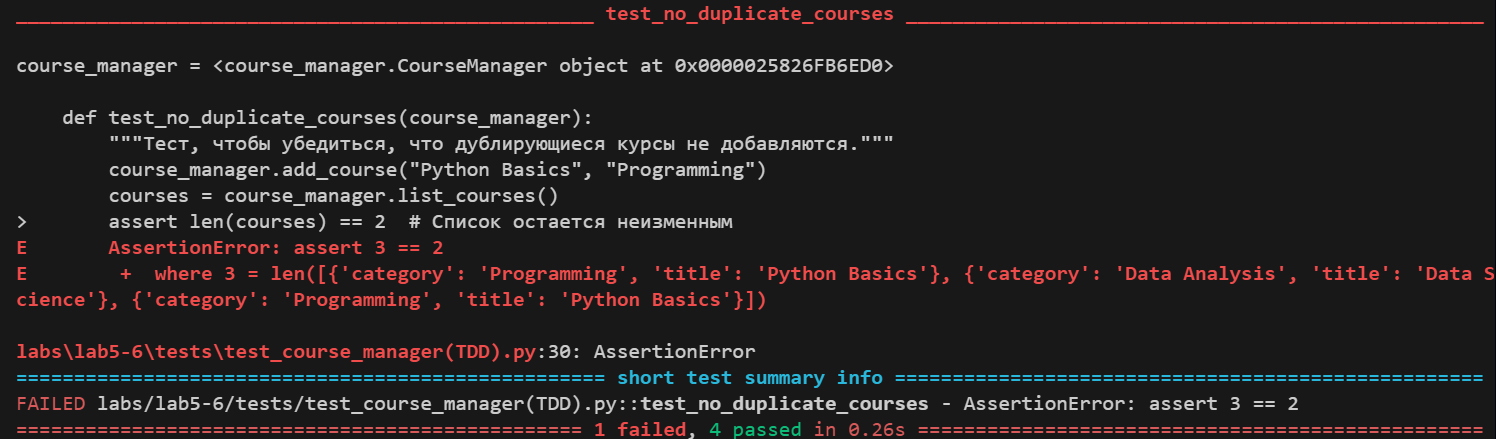 __________________________________________________ test_no_duplicate_courses __________________________________________________
course_manager = <course_manager.CourseManager object at 0x0000025826FB6ED0>
    def test_no_duplicate_courses(course_manager):
        """Тест, чтобы убедиться, что дублирующиеся курсы не добавляются."""
        course_manager.add_course("Python Basics", "Programming")
        courses = course_manager.list_courses()
>       assert len(courses) == 2  # Список остается неизменным
E       AssertionError: assert 3 == 2
E        +  where 3 = len([{'category': 'Programming', 'title': 'Python Basics'}, {'category': 'Data Analysis', 'title': 'Data S
cience'}, {'category': 'Programming', 'title': 'Python Basics'}])
labs\lab5-6\tests\test_course_manager(TDD).py:30: AssertionError
=================================================== short test summary info ===================================================
FAILED labs/lab5-6/tests/test_course_manager(TDD).py::test_no_duplicate_courses - AssertionError: assert 3 == 2
================================================= 1 failed, 4 passed in 0.26s =================================================